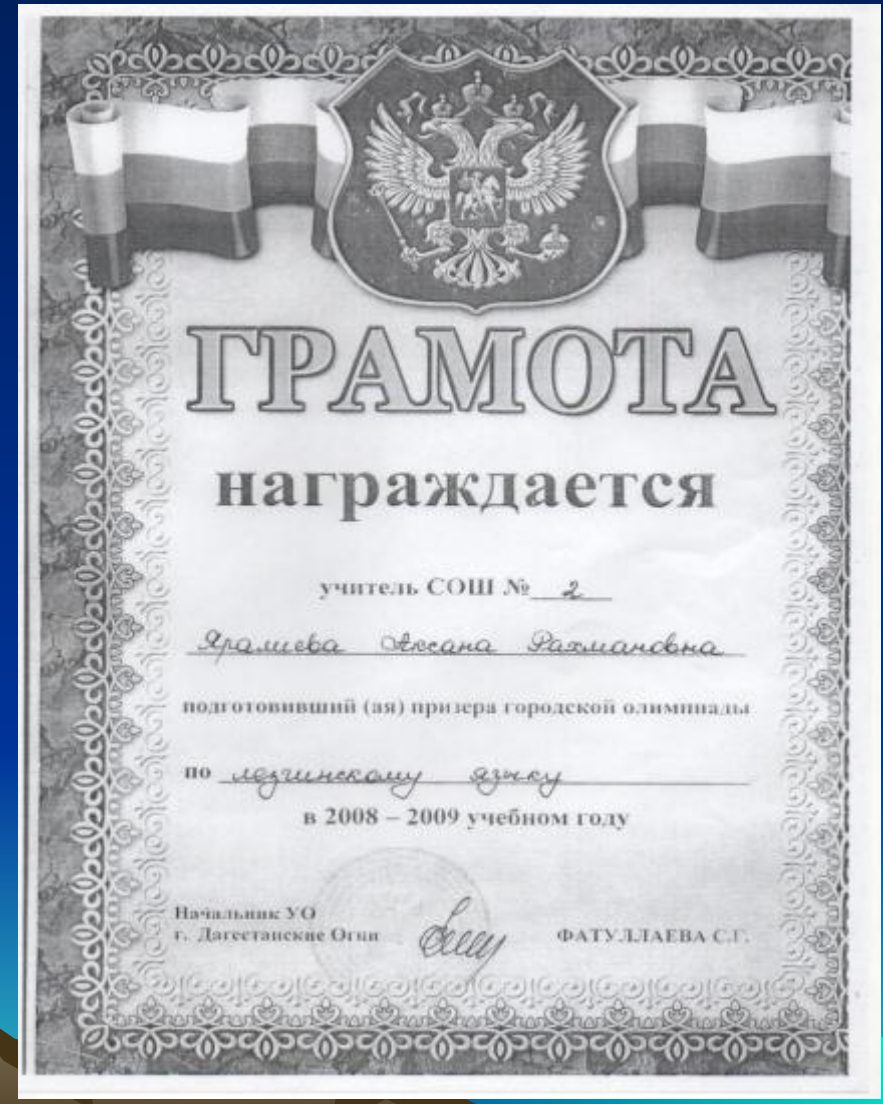 ГРАМОТА
награждается
учитель СОШ № 2
Яралиева Аксана Рахмановна
подготовивший (ая) призера городской олимпиады
по лезгинскому языку
в 2008 – 2009 учебном году
Начальник УО
г. Дагестанские Огни ФАТУЛЛАЕВА С.Г.